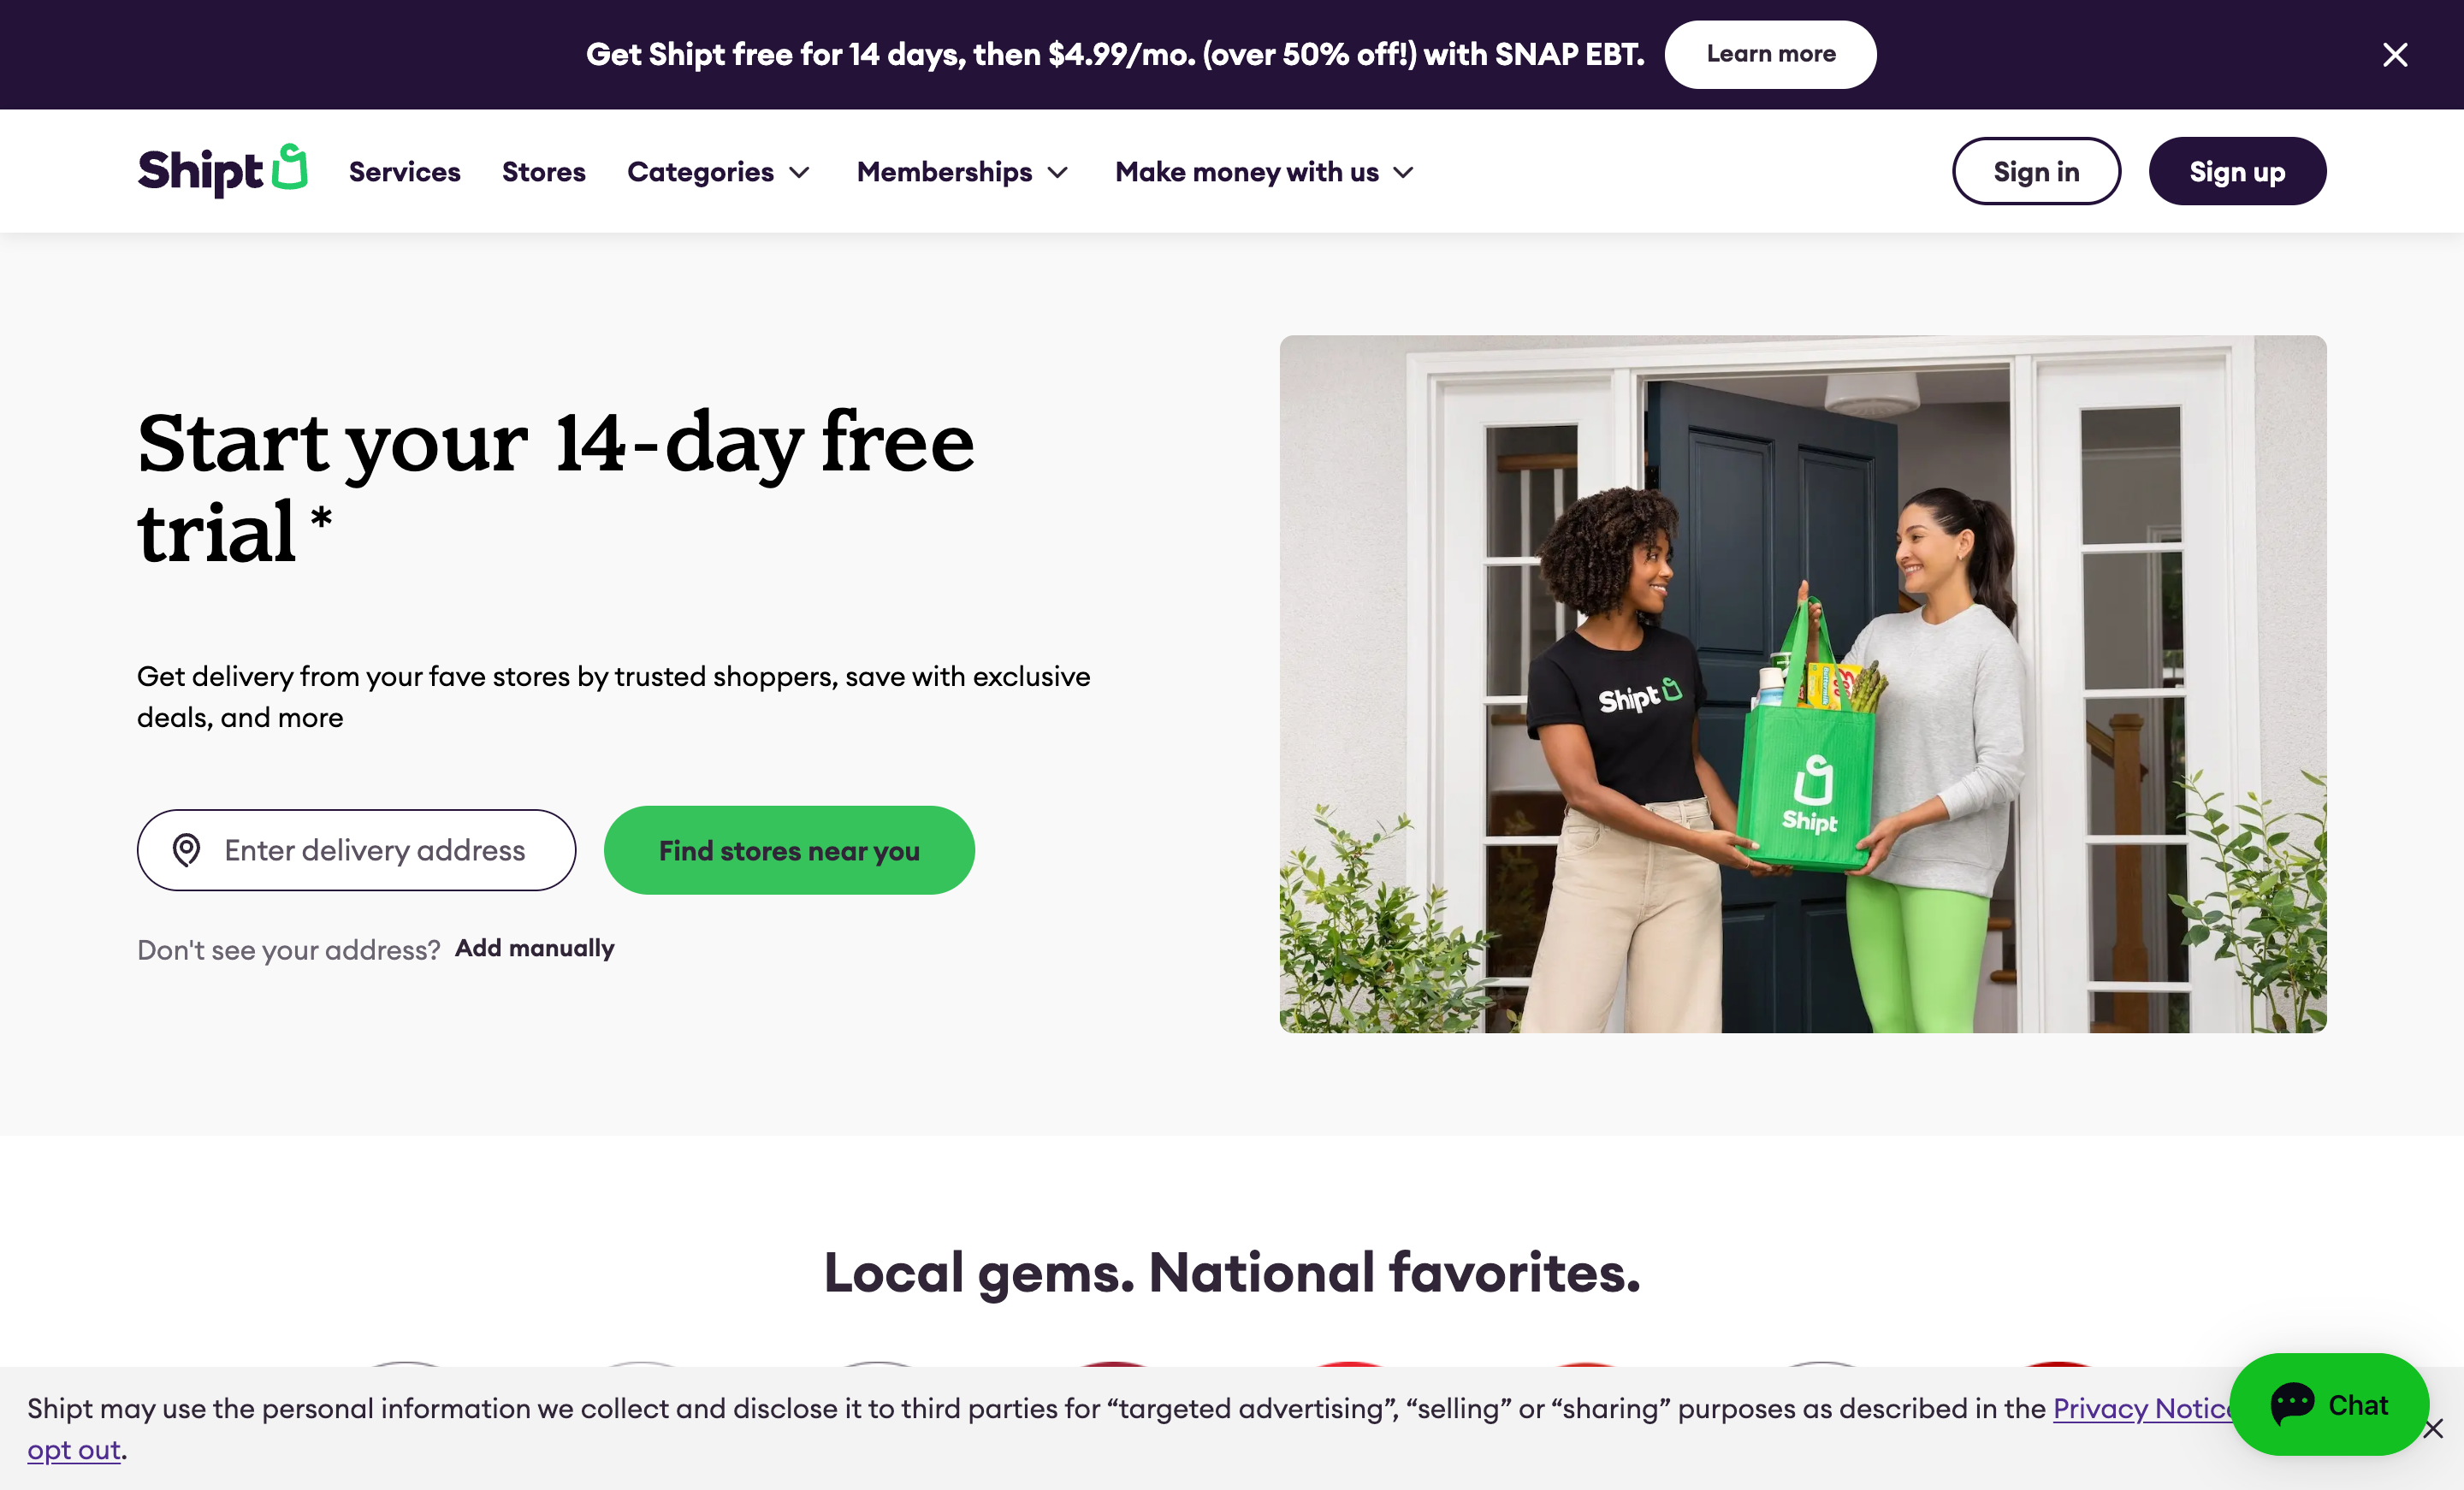 Get Shipt free for 14 days, then $4.99/mo. (over 50% off!) with SNAP EBT.
Learn more
Shipt
Services
Stores
Categories
Memberships
Make money with us
Sign in
Sign up
Start your 14-day free
trial*
Get delivery from your fave stores by trusted shoppers, save with exclusive
deals, and more
Enter delivery address
Find stores near you
Don't see your address? Add manually
Shipt
Shipt
Local gems. National favorites.
Shipt may use the personal information we collect and disclose it to third parties for “targeted advertising”, “selling” or “sharing” purposes as described in the Privacy Notice
opt out.
Chat